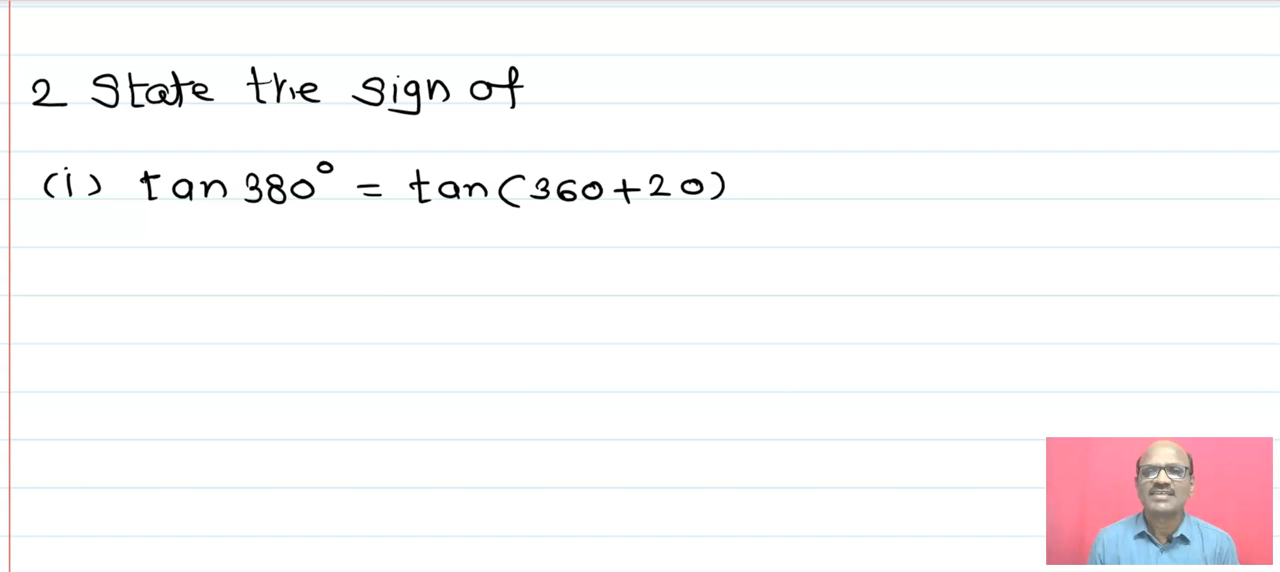 2 State the sign of
(i) tan 380° = tan(360+20)